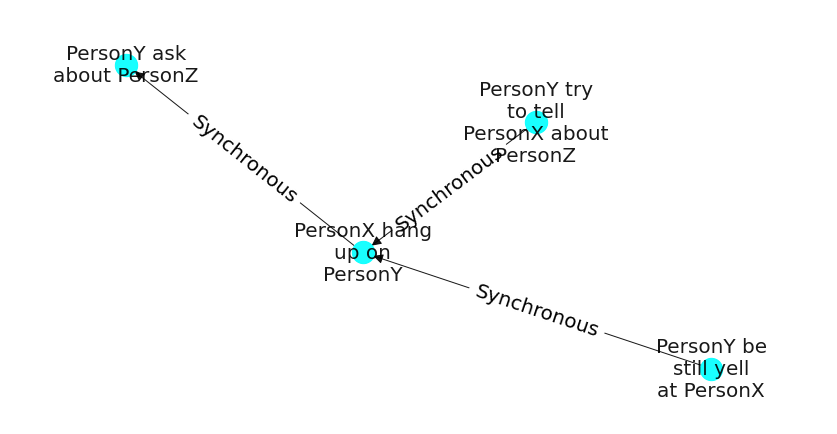 PersonY ask
about PersonZ
PersonY try
to tell
PersonX about
PersonZ
Synchronous
Synchronous
PersonX hang
up on
PersonY
Synchronous
PersonY be
still yell
at PersonX